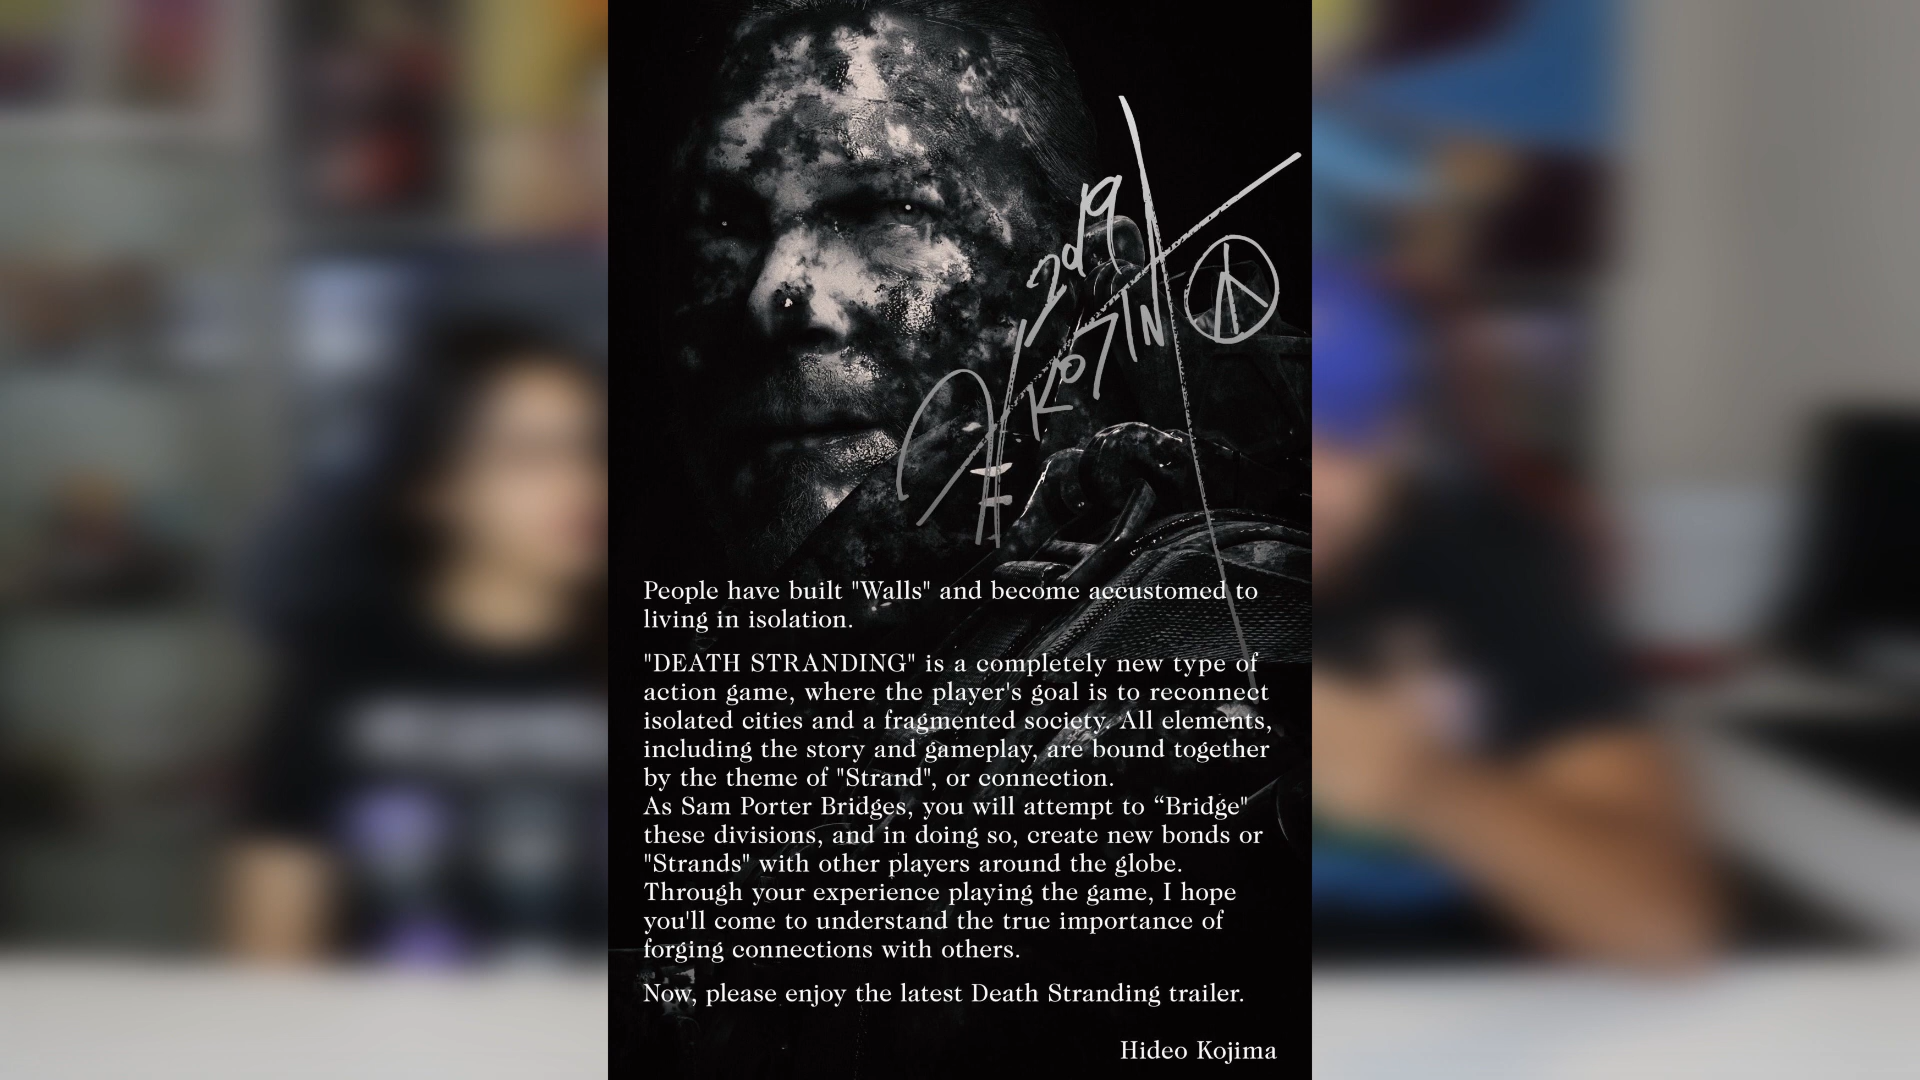 2019
KOJIMA
People have built "Walls" and become accustomed to
living in isolation.
"DEATH STRANDING" is a completely new type of
action game, where the player's goal is to reconnect
isolated cities and a fragmented society. All elements,
including the story and gameplay, are bound together
by the theme of "Strand", or connection.
As Sam Porter Bridges, you will attempt to “Bridge"
these divisions, and in doing so, create new bonds or
"Strands" with other players around the globe.
Through your experience playing the game, I hope
you'll come to understand the true importance of
forging connections with others.
Now, please enjoy the latest Death Stranding trailer.
Hideo Kojima